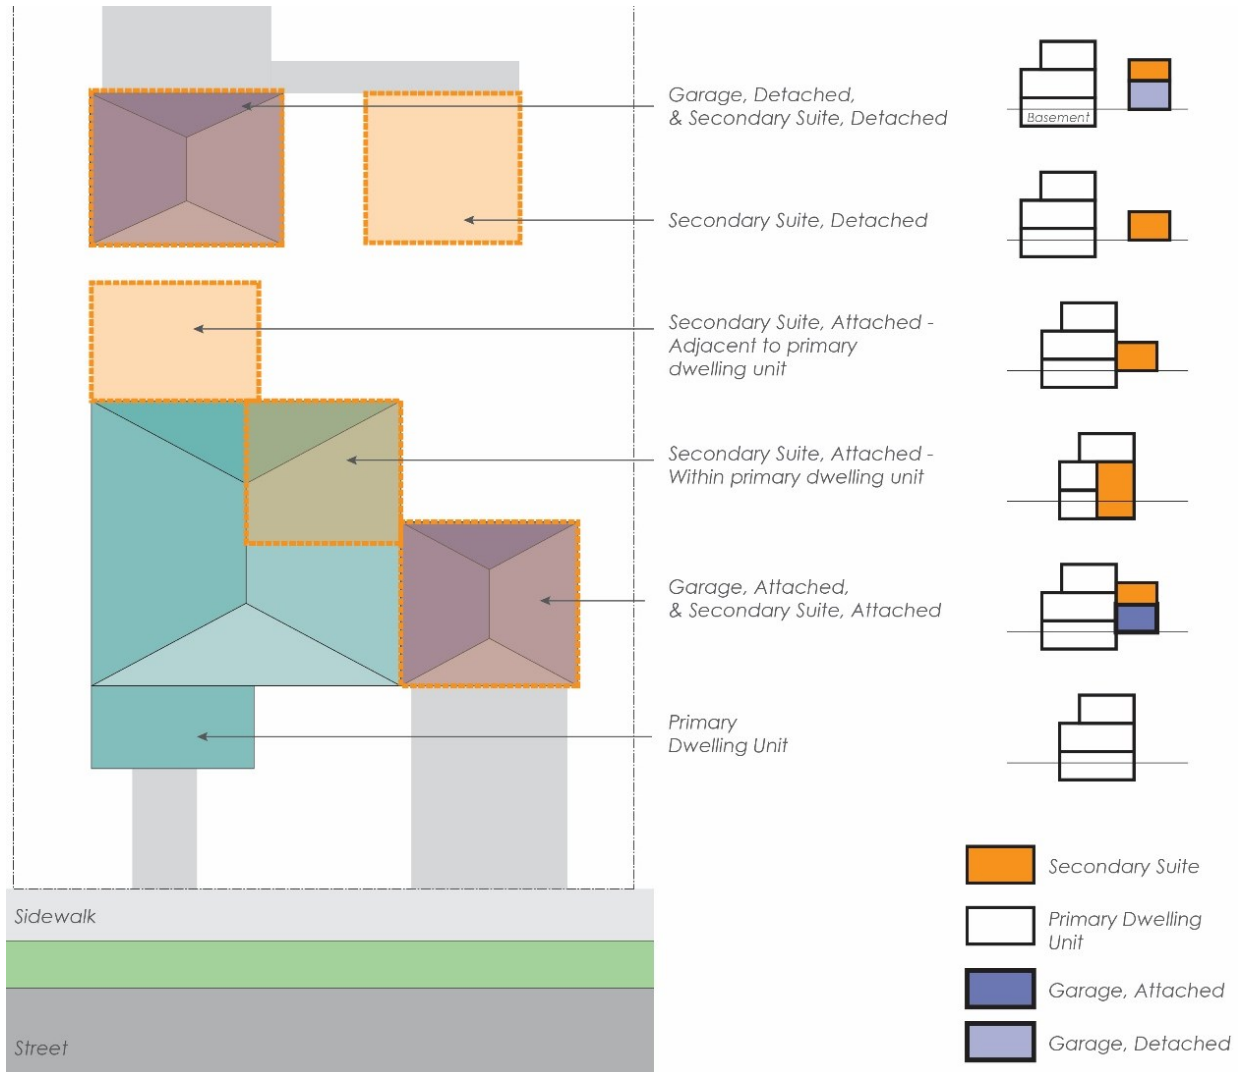 Garage, Detached,
& Secondary Suite, Detached
Basement
Secondary Suite, Detached
Secondary Suite, Attached -
Adjacent to primary
dwelling unit
Secondary Suite, Attached -
Within primary dwelling unit
Garage, Attached,
& Secondary Suite, Attached
Primary
Dwelling Unit
Secondary Suite
Primary Dwelling
Unit
Garage, Attached
Garage, Detached
Sidewalk
Street